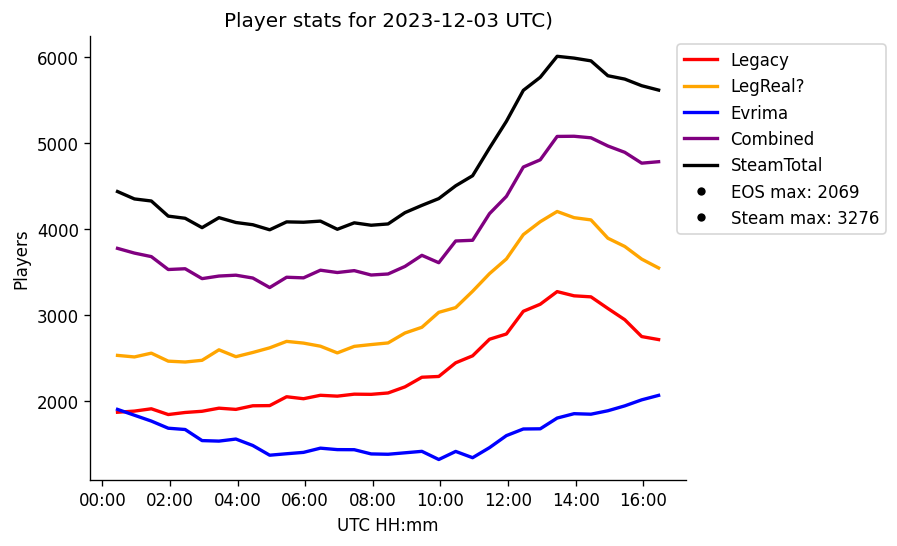 Player stats for 2023-12-03 UTC)
6000
5000
4000
3000
2000
Players
00:00 02:00 04:00 06:00 08:00 10:00 12:00 14:00 16:00
UTC HH:mm
Legacy
LegReal?
Evrima
Combined
SteamTotal
EOS max: 2069
Steam max: 3276